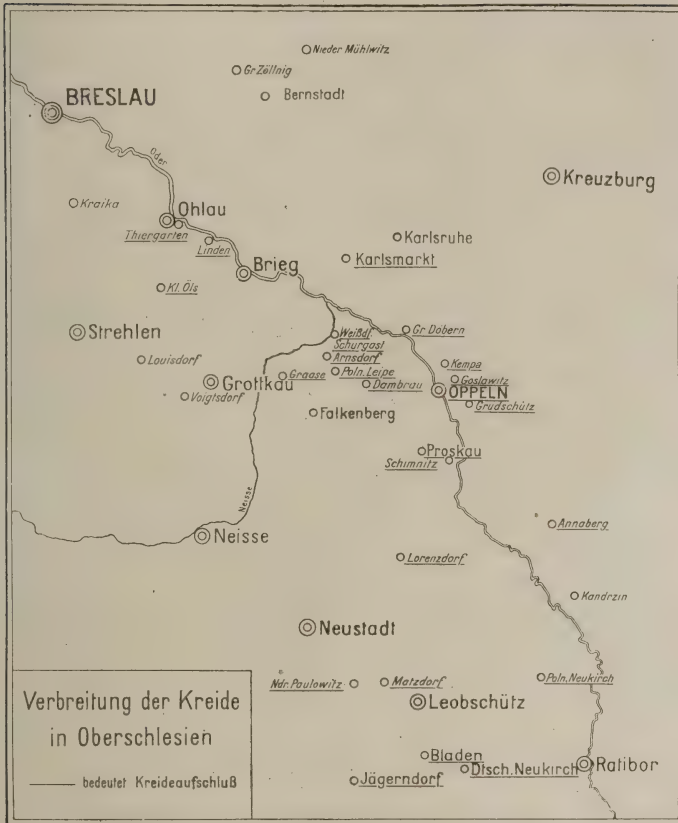 Nieder Mühlwitz
Gr Zöllnig
Bernstadt
BRESLAU
Oder
Kreuzburg
Kraika
Ohlau
Thiergarten
Linden
Karlsruhe
Karlsmarkt
Brieg
Kl. Öls
Strehlen
Weißdf.
Schurgast
Gr Dobern
Arnsdorf
Louisdorf
Kempa
Poln. Leipe
Graase
Goslawitz
Grottkau
Dambrau
OPPELN
Voigtsdorf
Grudschütz
Falkenberg
Proskau
Schimnitz
Neisse
Annaberg
Neisse
Lorenzdorf
Kandrzin
Neustadt
Poln. Neukirch
Ndr. Paulowitz
Matzdorf
Leobschütz
Verbreitung der Kreide
in Oberschlesien
bedeutet Kreideaufschluß
Bladen
Dtsch. Neukirch
Ratibor
Jägerndorf